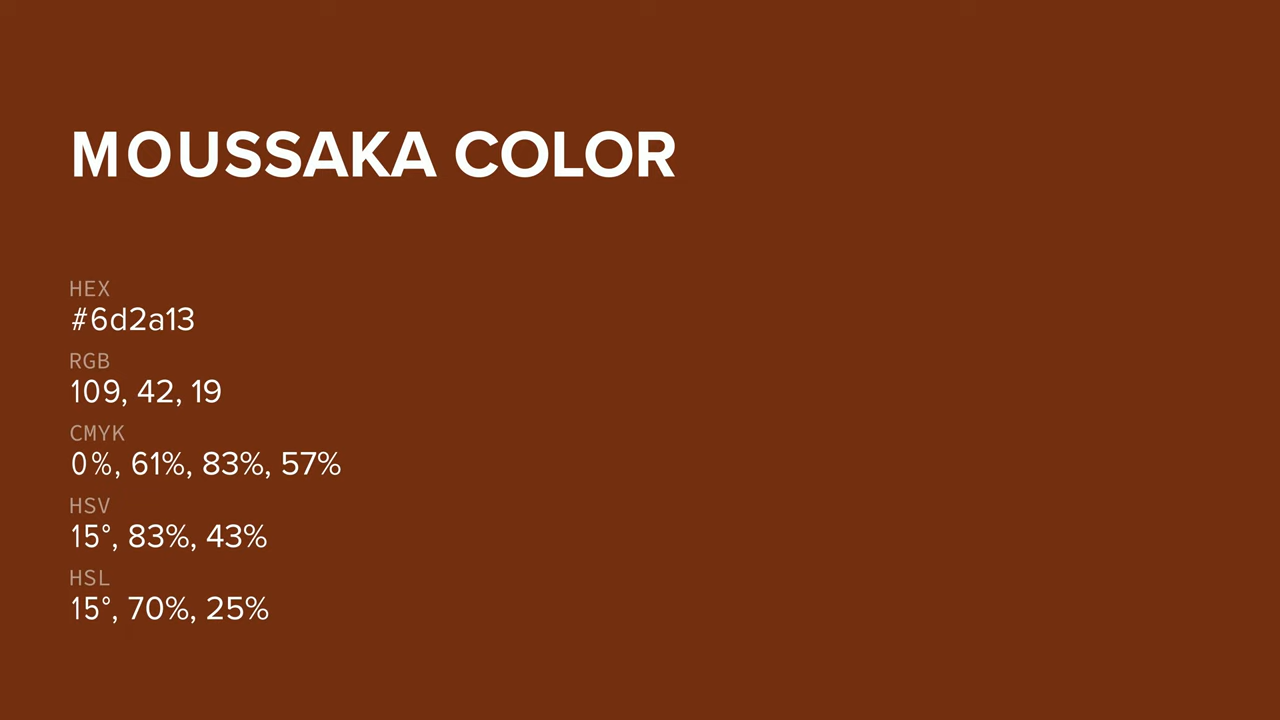 MOUSSAKA COLOR
HEX
#6d2a13
RGB
109, 42, 19
CMYK
0%, 61%, 83%, 57%
HSV
15°, 83%, 43%
HSL
15°, 70%, 25%